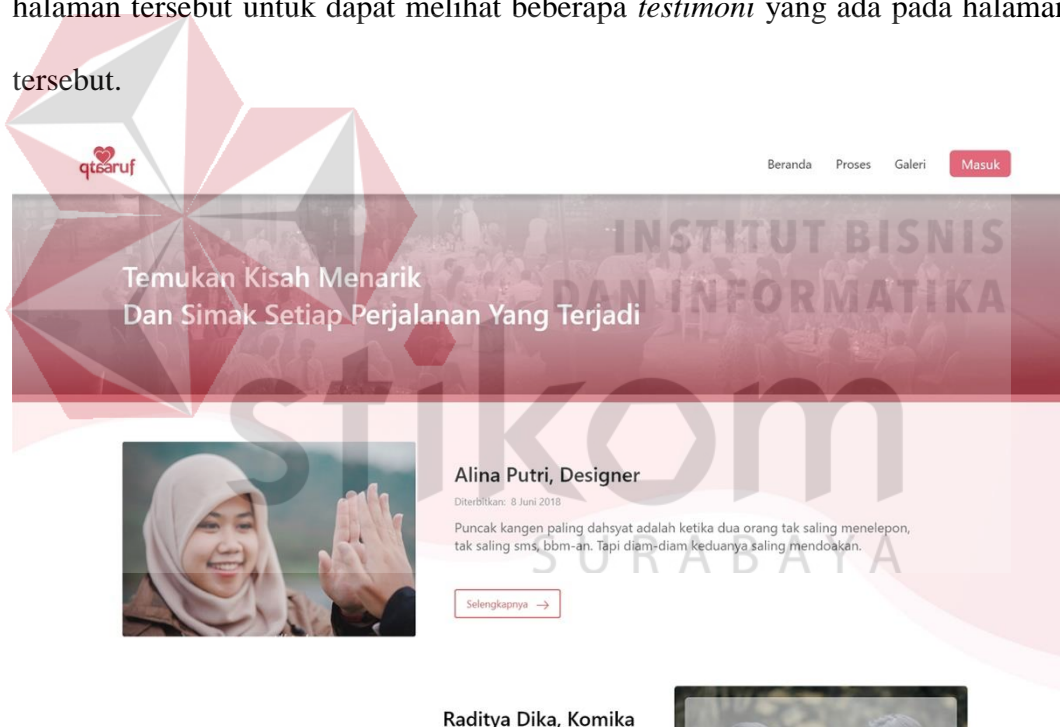 halaman tersebut untuk dapat melihat beberapa testimoni yang ada pada halaman
tersebut.
qtaaruf
Beranda Proses Galeri Masuk
INSTITUT BISNIS
DAN INFORMATIKA
Temukan Kisah Menarik
Dan Simak Setiap Perjalanan Yang Terjadi
stikom
SURABAYA
Alina Putri, Designer
Diterbitkan: 8 Juni 2018
Puncak kangen paling dahsyat adalah ketika dua orang tak saling menelepon,
tak saling sms, bbm-an. Tapi diam-diam keduanya saling mendoakan.
Selengkapnya →
Raditya Dika, Komika